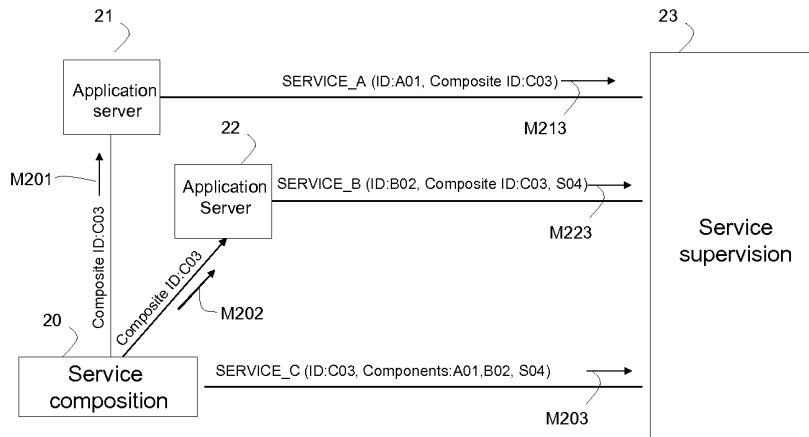 21
23
Application
server
SERVICE_A (ID:A01, Composite ID:C03)
M213
22
M201
Application
Server
SERVICE_B (ID:B02, Composite ID:C03, S04)
M223
Service
supervision
Composite ID:C03
Composite ID:C03
M202
20
Service
composition
SERVICE_C (ID:C03, Components:A01,B02, S04)
M203